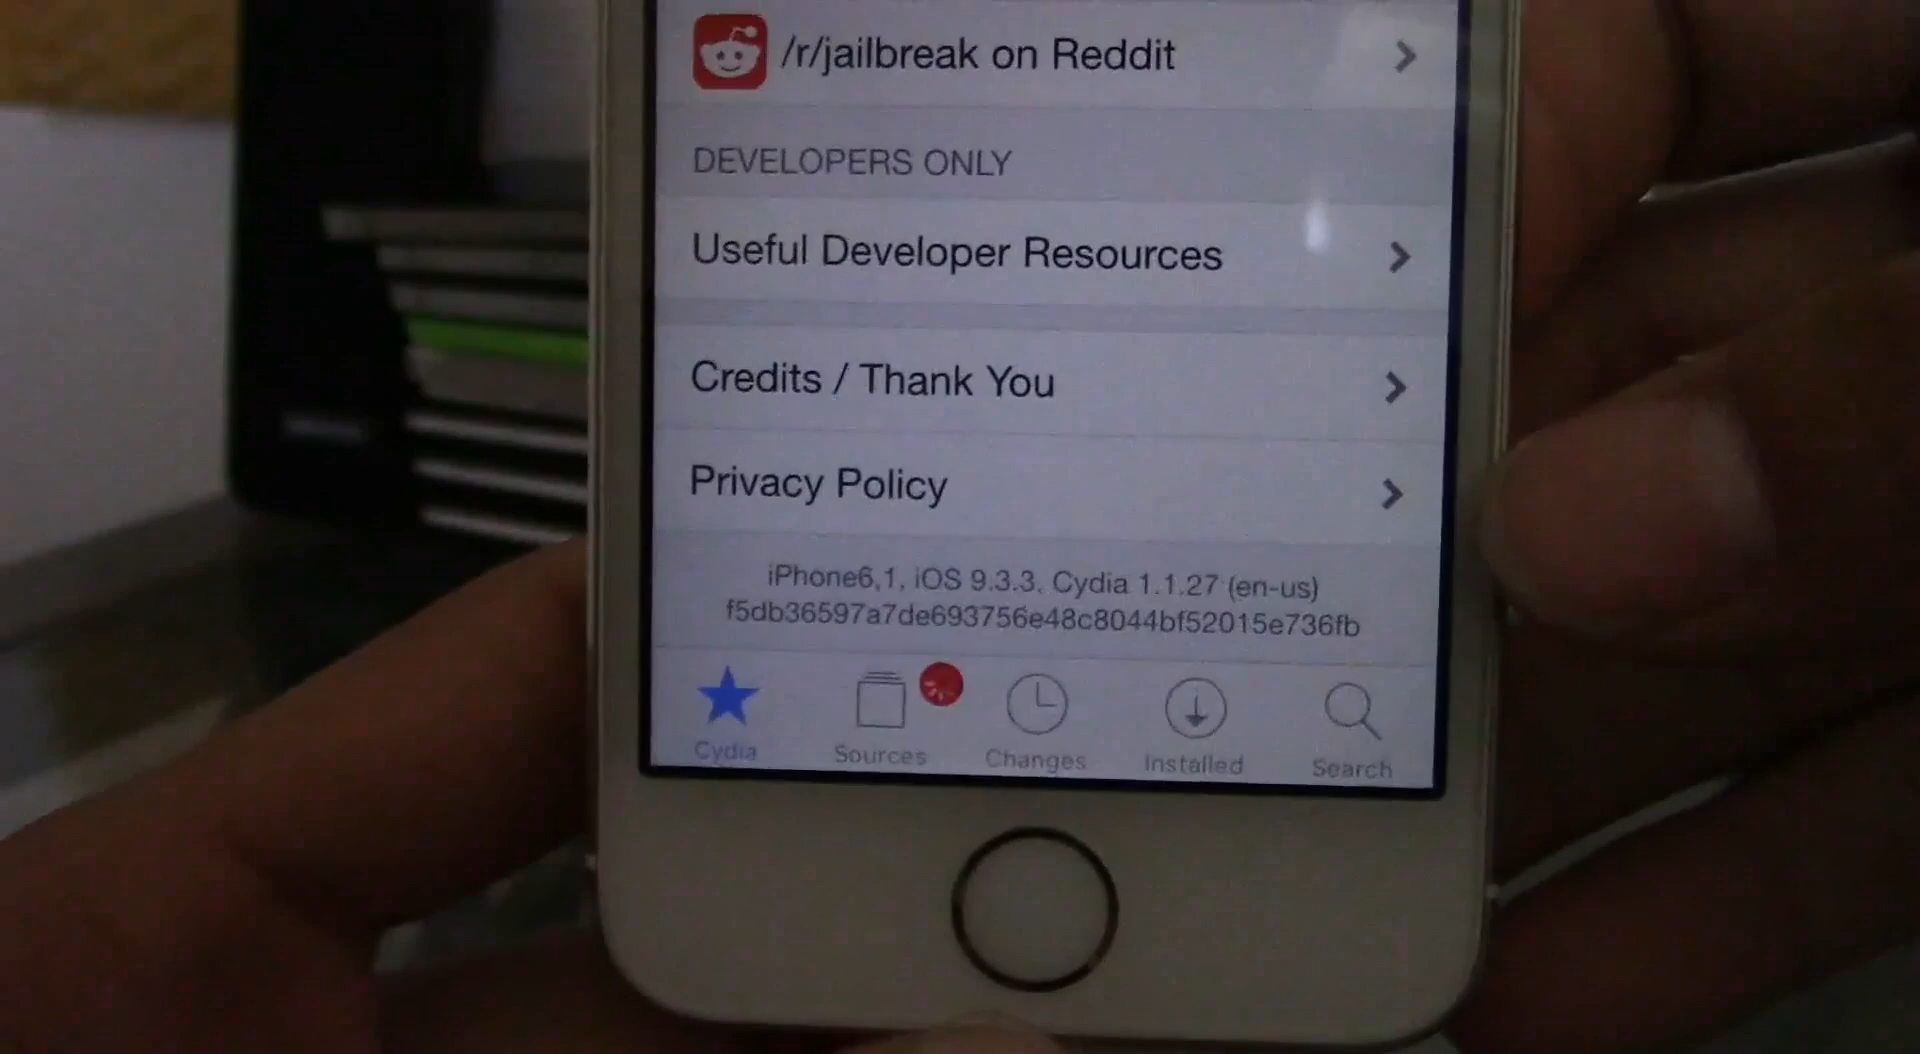 /r/jailbreak on Reddit
DEVELOPERS ONLY
Useful Developer Resources
Credits / Thank You
Privacy Policy
iPhone6,1, iOS 9.3.3, Cydia 1.1.27 (en-us)
f5db36597a7de693756e48c8044bf52015e736fb
Cydia Sources Changes Installed Search